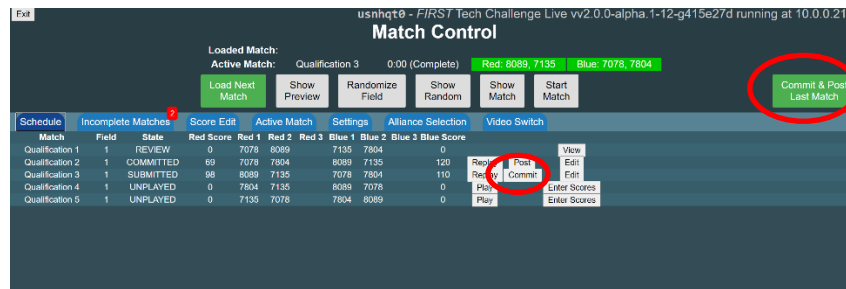 Exit
usnhqt0 - FIRST Tech Challenge Live vv2.0.0-alpha.1-12-g415e27d running at 10.0.0.21
Match Control
Loaded Match:
Active Match: Qualification 3 0:00 (Complete) Red: 8089, 7135 Blue: 7078, 7804
Load Next Match Show Preview Randomize Field Show Random Show Match Start Match Commit & Post Last Match
Schedule Incomplete Matches 2 Score Edit Active Match Settings Alliance Selection Video Switch
Match Field State Red Score Red 1 Red 2 Red 3 Blue 1 Blue 2 Blue 3 Blue Score
Qualification 1 1 REVIEW 0 7078 8089 7135 7804 0 View
Qualification 2 1 COMMITTED 69 7078 7804 8089 7135 120 Replay Post Edit
Qualification 3 1 SUBMITTED 98 8089 7135 7078 7804 110 Replay Commit Edit
Qualification 4 1 UNPLAYED 0 7804 7135 8089 7078 0 Play Enter Scores
Qualification 5 1 UNPLAYED 0 7135 7078 7804 8089 0 Play Enter Scores